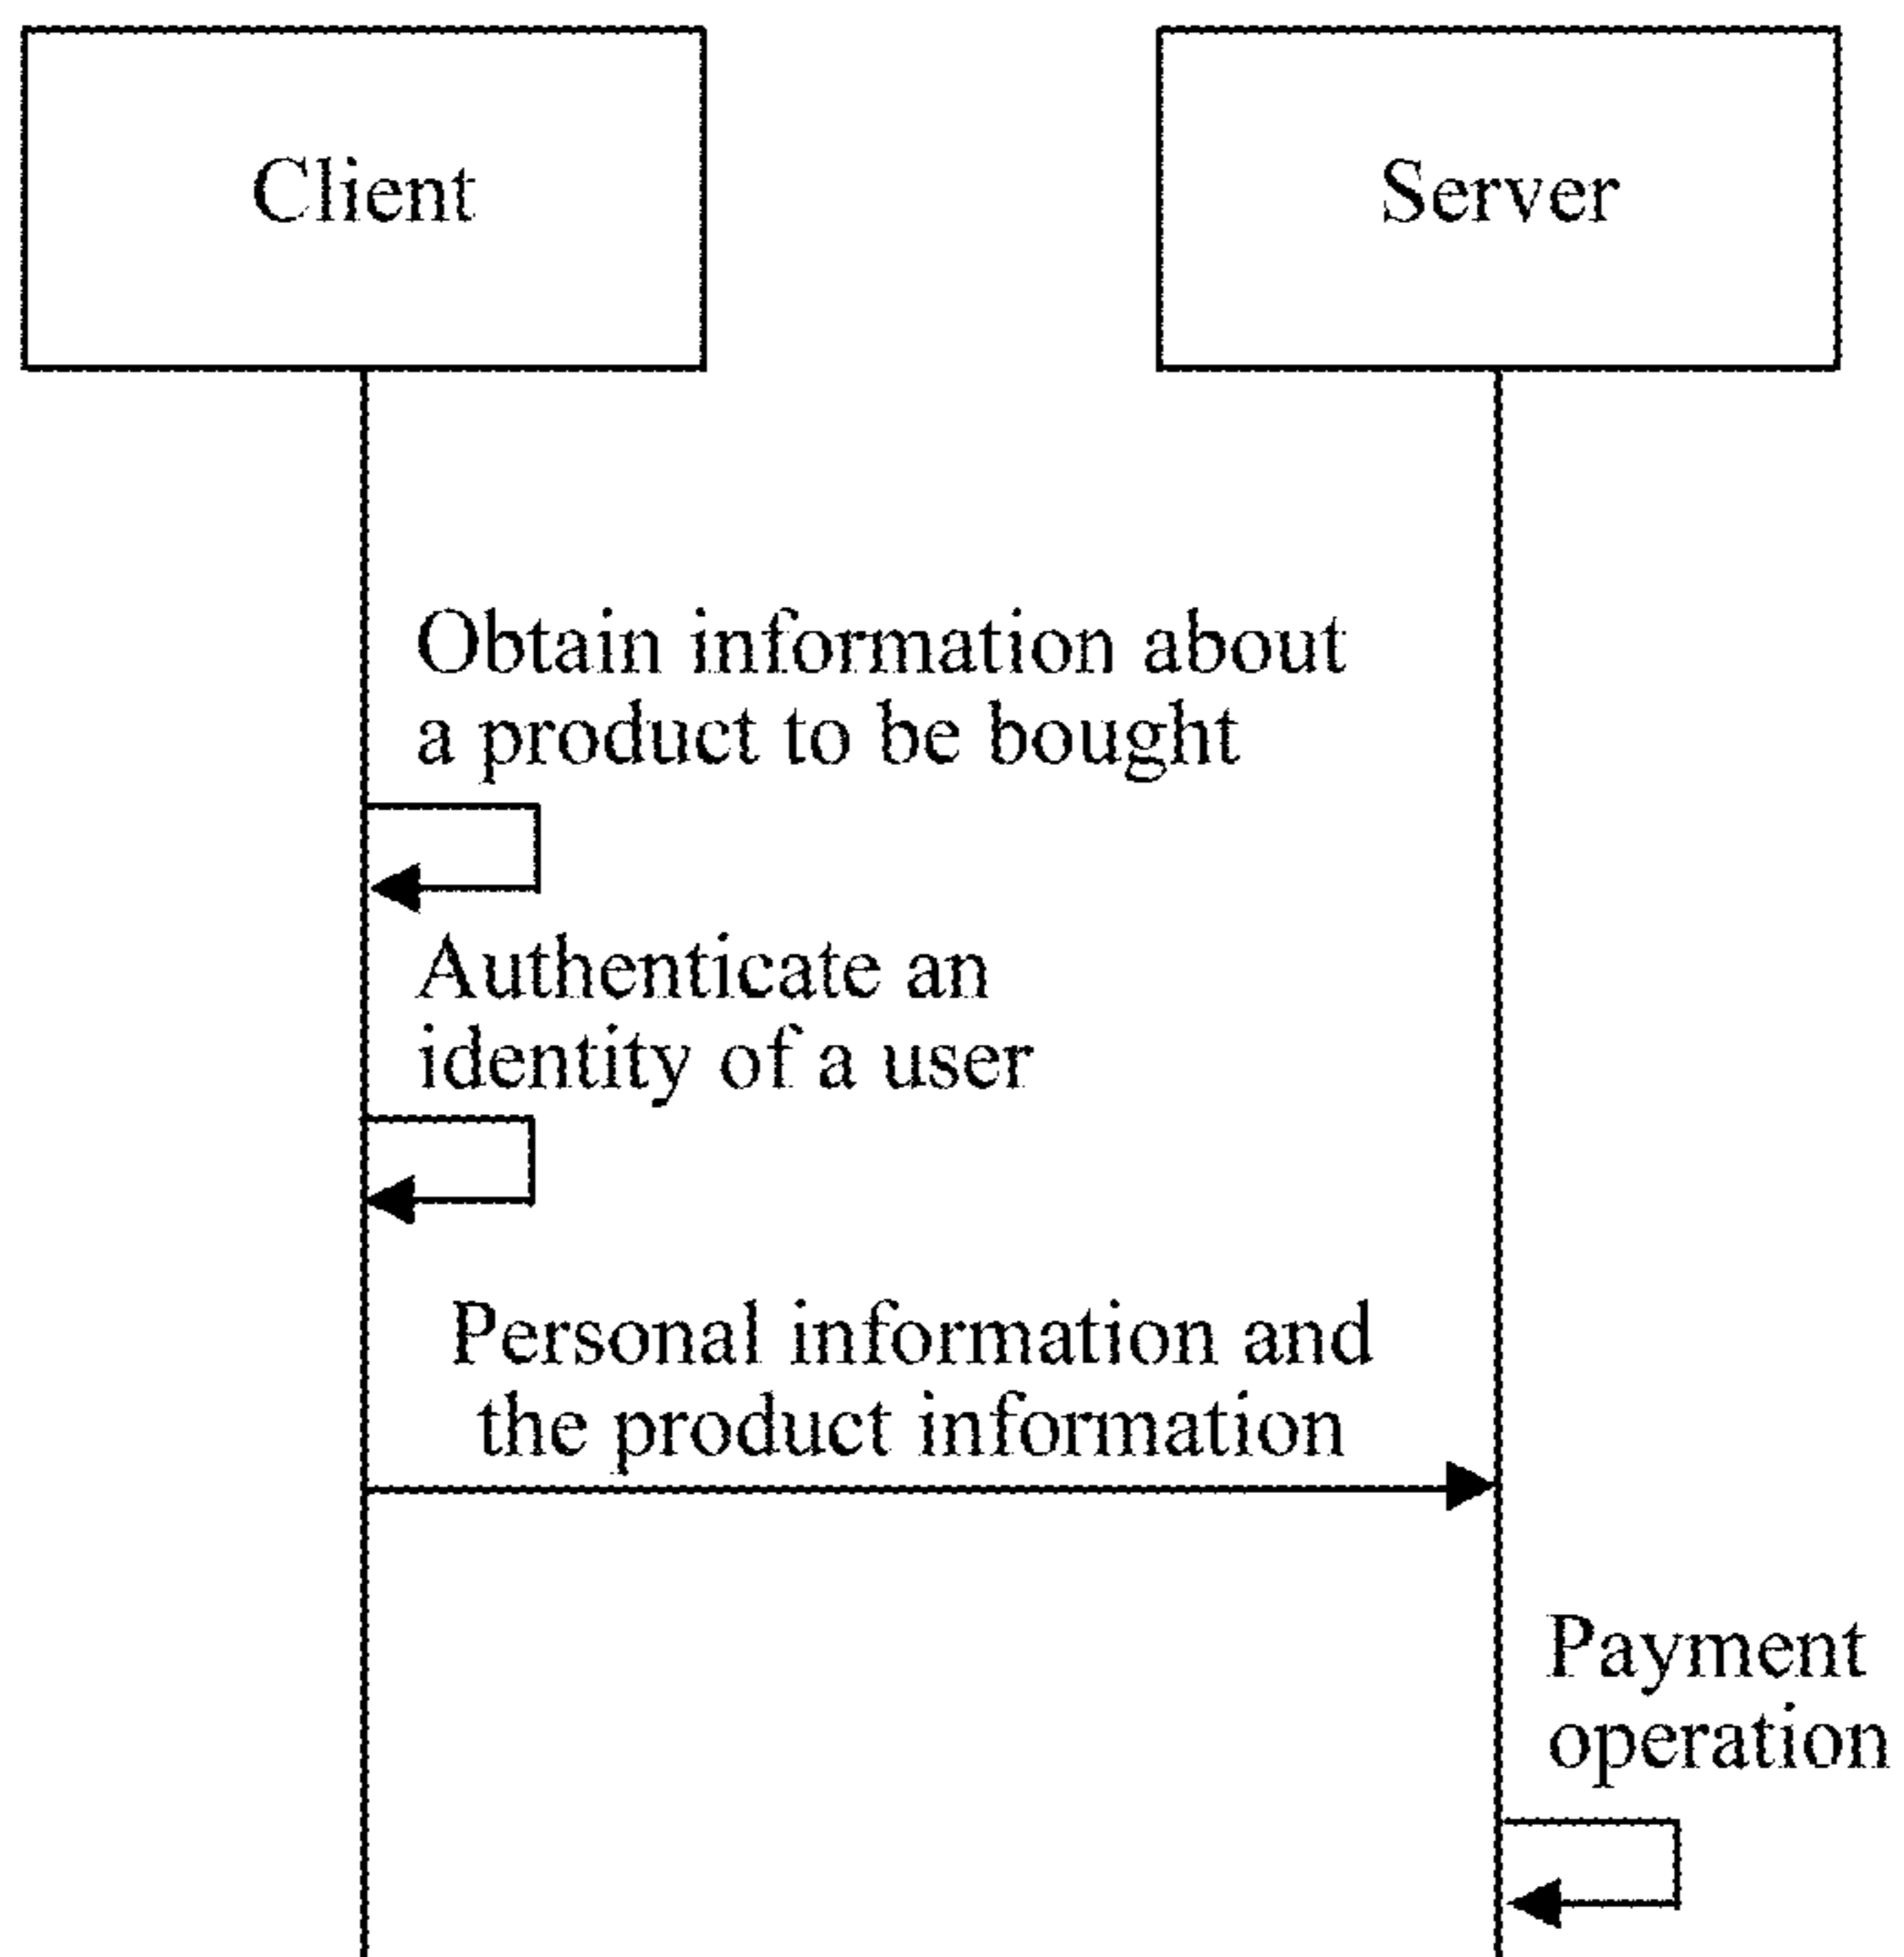 Client
Server
Obtain information about
a product to be bought
Authenticate an
identity of a user
Personal information and
the product information
Payment
operation